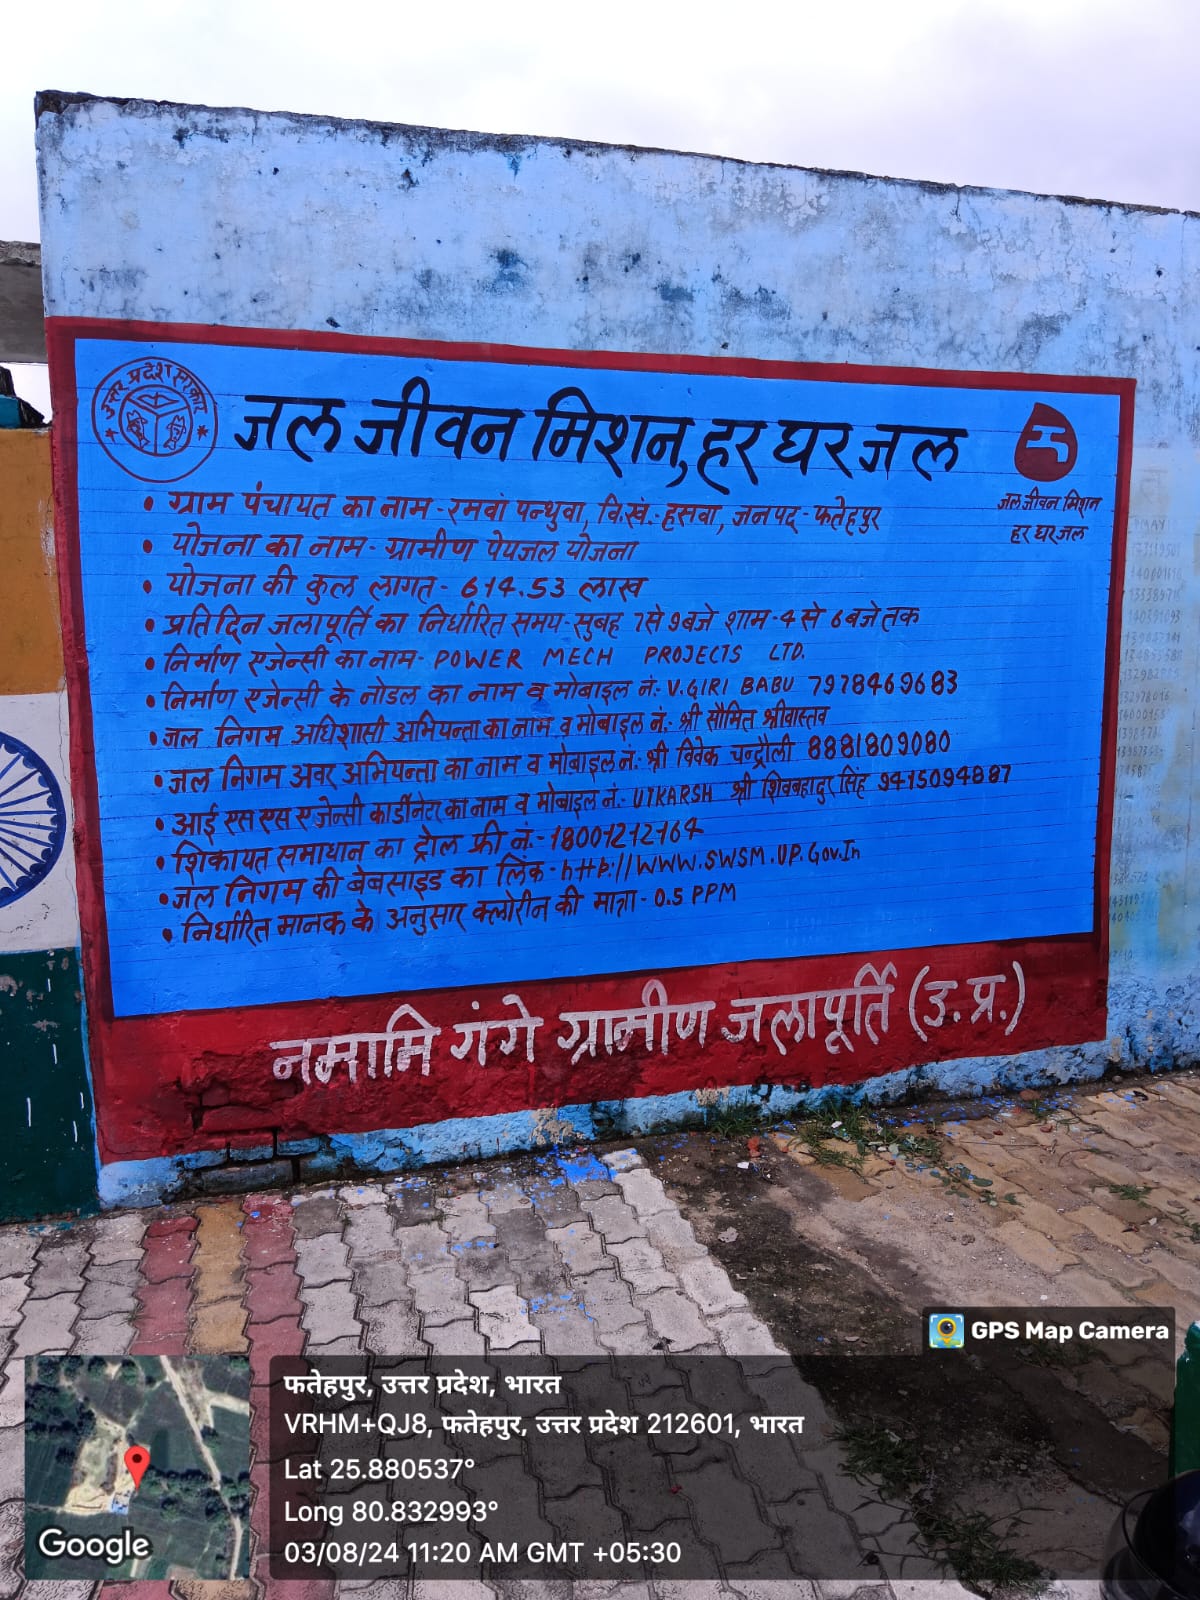 उत्तर प्रदेश सरकार
जल जीवन मिशन, हर घर जल
जल जीवन मिशन
हर घर जल
• ग्राम पंचायत का नाम - रमवां पन्थुवा, वि.खं.- हसवा, जनपद - फतेहपुर
• योजना का नाम - ग्रामीण पेयजल योजना
• योजना की कुल लागत - 614.53 लाख
• प्रतिदिन जलापूर्ति का निर्धारित समय - सुबह 7 से 9 बजे शाम - 4 से 6 बजे तक
• निर्माण एजेन्सी का नाम - POWER MECH PROJECTS LTD.
• निर्माण एजेन्सी के नोडल का नाम व मोबाइल नं.- V.GIRI BABU 7978469683
• जल निगम अधिशासी अभियन्ता का नाम व मोबाइल नं.- श्री सौमित श्रीवास्तव
• जल निगम अवर अभियन्ता का नाम व मोबाइल नं.- श्री विवेक चन्द्रौली 8881809080
• आई एस एस एजेन्सी कार्डीनेटर का नाम व मोबाइल नं.- UTKARSH श्री शिवबहादुर सिंह 9415094887
• शिकायत समाधान का ट्रोल फ्री नं.- 18001212164
• जल निगम की बेबसाइड का लिंक - http://WWW.SWSM.UP.Gov.In
• निर्धारित मानक के अनुसार क्लोरीन की मात्रा - 0.5 PPM
नमामि गंगे ग्रामीण जलापूर्ति (उ.प्र.)
GPS Map Camera
फतेहपुर, उत्तर प्रदेश, भारत
VRHM+QJ8, फतेहपुर, उत्तर प्रदेश 212601, भारत
Lat 25.880537°
Long 80.832993°
03/08/24 11:20 AM GMT +05:30
Google